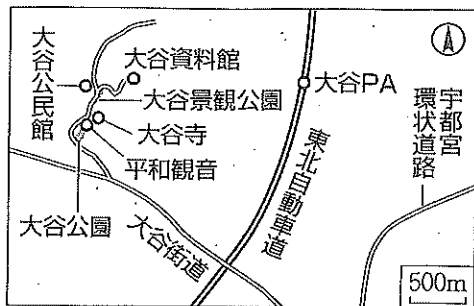 大谷資料館
大谷公民館
大谷景観公園
大谷寺
平和観音
大谷公園
大谷街道
東北自動車道
大谷PA
宇都宮
環状道路
500m